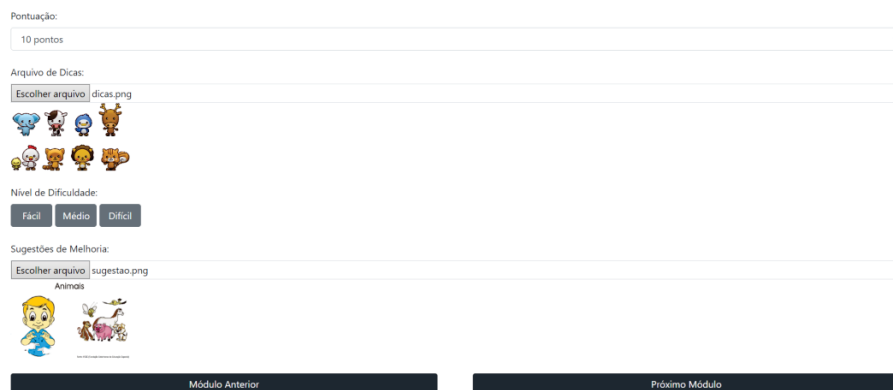 Pontuação:
10 pontos
Arquivo de Dicas:
Escolher arquivo dicas.png
Nível de Dificuldade:
Fácil Médio Difícil
Sugestões de Melhoria:
Escolher arquivo sugestao.png
Animais
Módulo Anterior Próximo Módulo